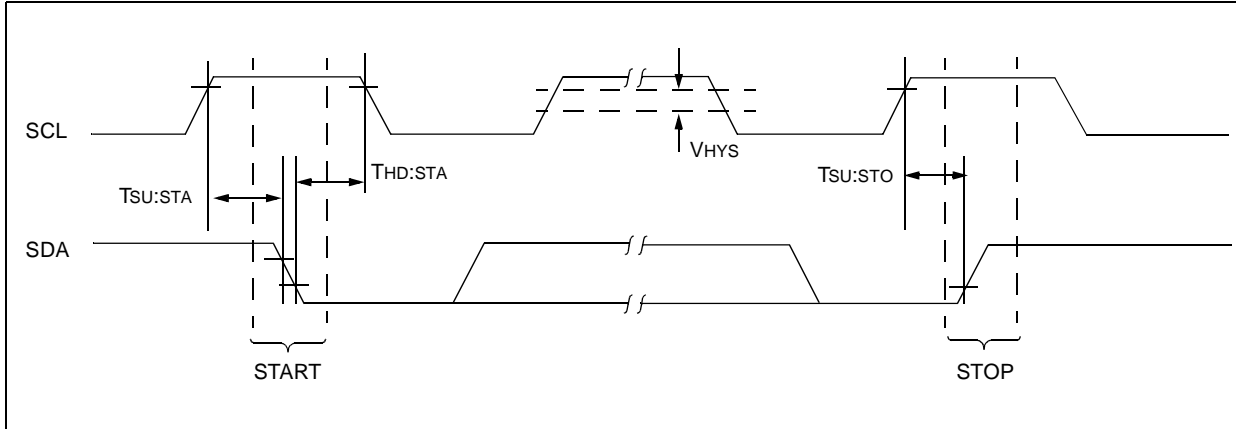 SCL
VHYS
THD:STA
TSU:STA
TSU:STO
SDA
START
STOP